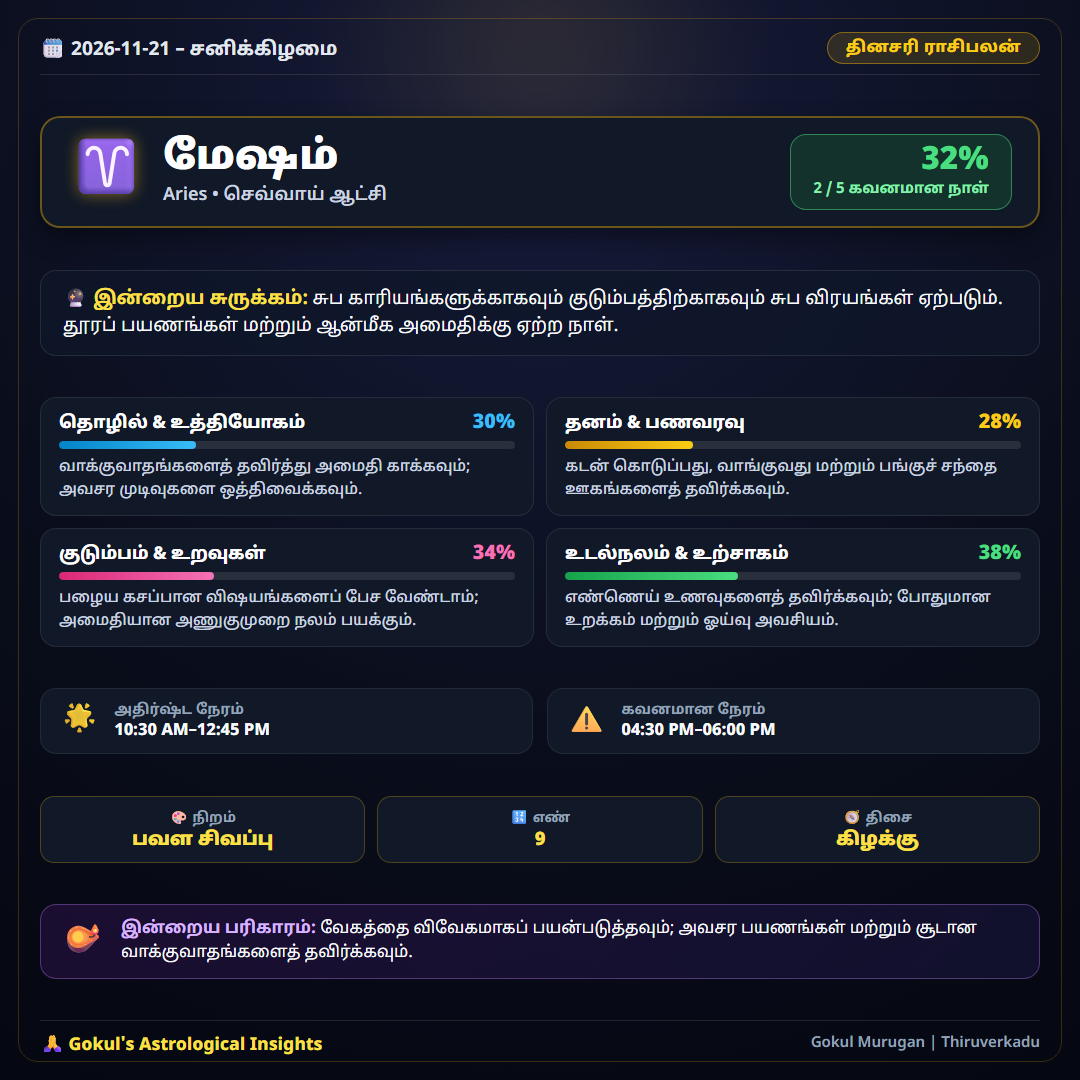 2026-11-21 – சனிக்கிழமை
தினசரி ராசிபலன்
மேஷம்
Aries • செவ்வாய் ஆட்சி
32%
2 / 5 கவனமான நாள்
இன்றைய சுருக்கம்: சுப காரியங்களுக்காகவும் குடும்பத்திற்காகவும் சுப விரயங்கள் ஏற்படும்.
தூரப் பயணங்கள் மற்றும் ஆன்மீக அமைதிக்கு ஏற்ற நாள்.
தொழில் & உத்தியோகம் 30%
வாக்குவாதங்களைத் தவிர்த்து அமைதி காக்கவும்;
அவசர முடிவுகளை ஒத்திவைக்கவும்.
தனம் & பணவரவு 28%
கடன் கொடுப்பது, வாங்குவது மற்றும் பங்குச் சந்தை
ஊகங்களைத் தவிர்க்கவும்.
குடும்பம் & உறவுகள் 34%
பழைய கசப்பான விஷயங்களைப் பேச வேண்டாம்;
அமைதியான அணுகுமுறை நலம் பயக்கும்.
உடல்நலம் & உற்சாகம் 38%
எண்ணெய் உணவுகளைத் தவிர்க்கவும்; போதுமான
உறக்கம் மற்றும் ஓய்வு அவசியம்.
அதிர்ஷ்ட நேரம்
10:30 AM–12:45 PM
கவனமான நேரம்
04:30 PM–06:00 PM
நிறம்
பவள சிவப்பு
எண்
9
திசை
கிழக்கு
இன்றைய பரிகாரம்: வேகத்தை விவேகமாகப் பயன்படுத்தவும்; அவசர பயணங்கள் மற்றும் சூடான
வாக்குவாதங்களைத் தவிர்க்கவும்.
Gokul's Astrological Insights
Gokul Murugan | Thiruverkadu